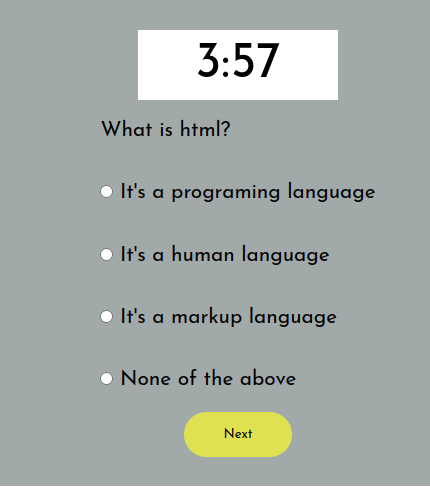 3:57
What is html?
It's a programing language
It's a human language
It's a markup language
None of the above
Next